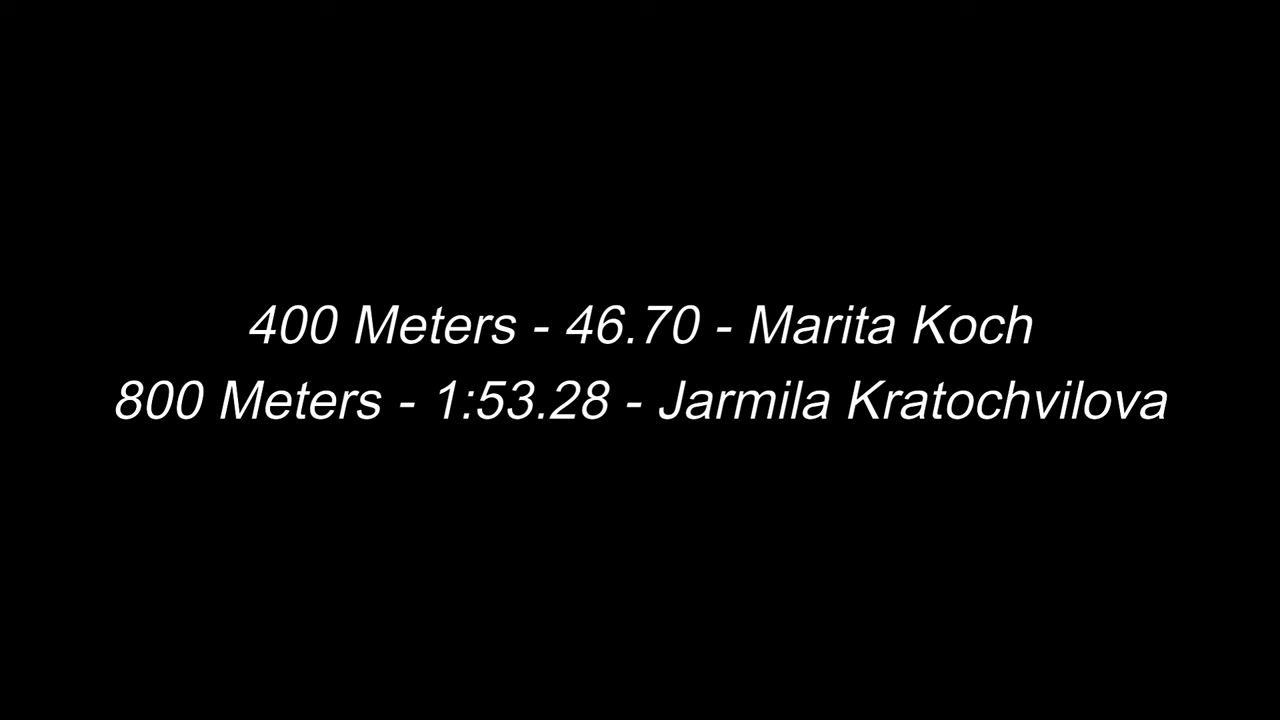 400 Meters - 46.70 - Marita Koch
800 Meters - 1:53.28 - Jarmila Kratochvilova